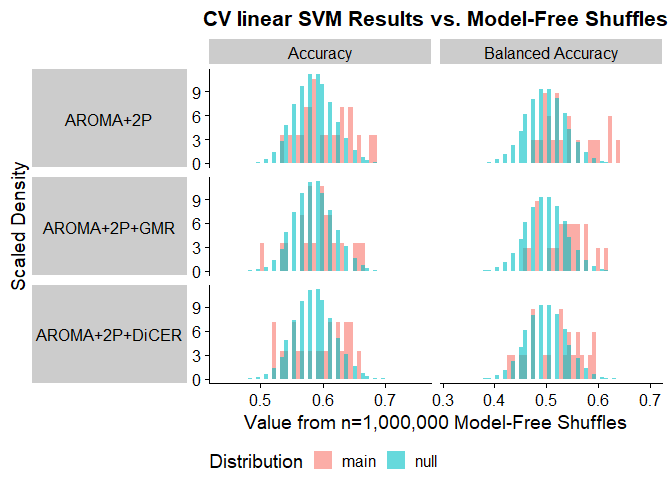 CV linear SVM Results vs. Model-Free Shuffles
Accuracy
Balanced Accuracy
Scaled Density
AROMA+2P
9
6
3
0
AROMA+2P+GMR
9
6
3
0
AROMA+2P+DiCER
9
6
3
0
0.5 0.6 0.7
0.3 0.4 0.5 0.6 0.7
Value from n=1,000,000 Model-Free Shuffles
Distribution main null